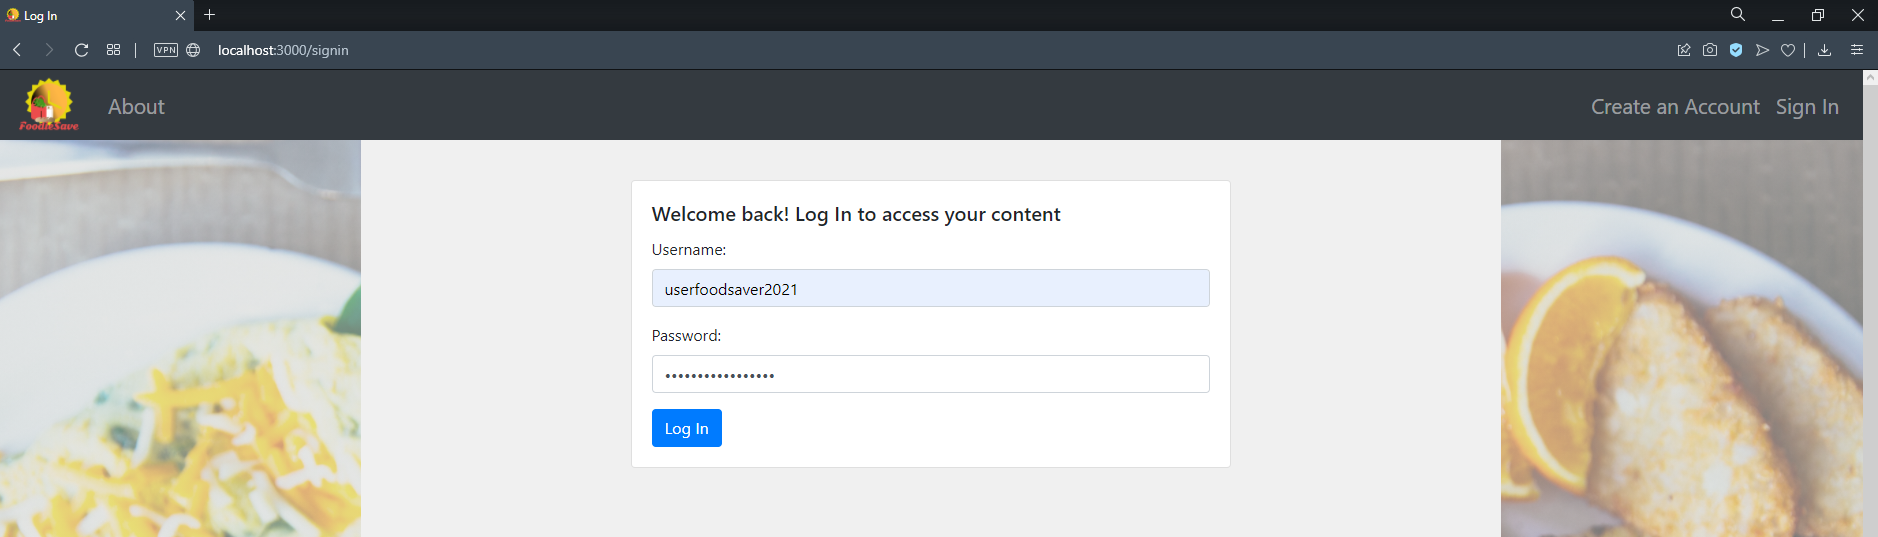 Log In
VPN
localhost:3000/signin
FoodieSave
About
Create an Account
Sign In
Welcome back! Log In to access your content
Username:
userfoodsaver2021
Password:
•••••••••••••••••
Log In